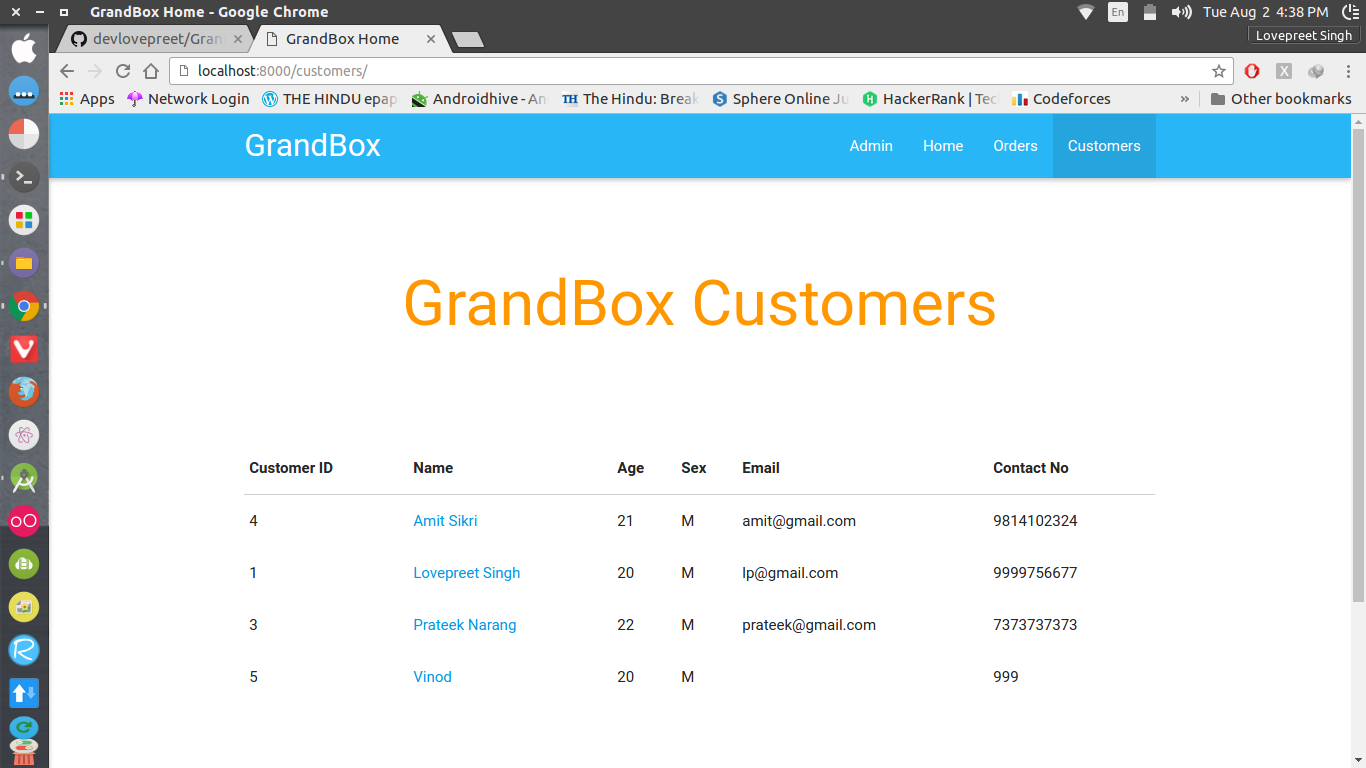 GrandBox Home - Google Chrome
En
Tue Aug 2 4:38 PM
devlovepreet/Gran
GrandBox Home
Lovepreet Singh
localhost:8000/customers/
Apps
Network Login
THE HINDU epap
Androidhive - An
TH
The Hindu: Break
Sphere Online Ju
HackerRank | Tec
Codeforces
»
Other bookmarks
GrandBox
Admin
Home
Orders
Customers
GrandBox Customers
Customer ID Name Age Sex Email Contact No
4 Amit Sikri 21 M amit@gmail.com 9814102324
1 Lovepreet Singh 20 M lp@gmail.com 9999756677
3 Prateek Narang 22 M prateek@gmail.com 7373737373
5 Vinod 20 M 999